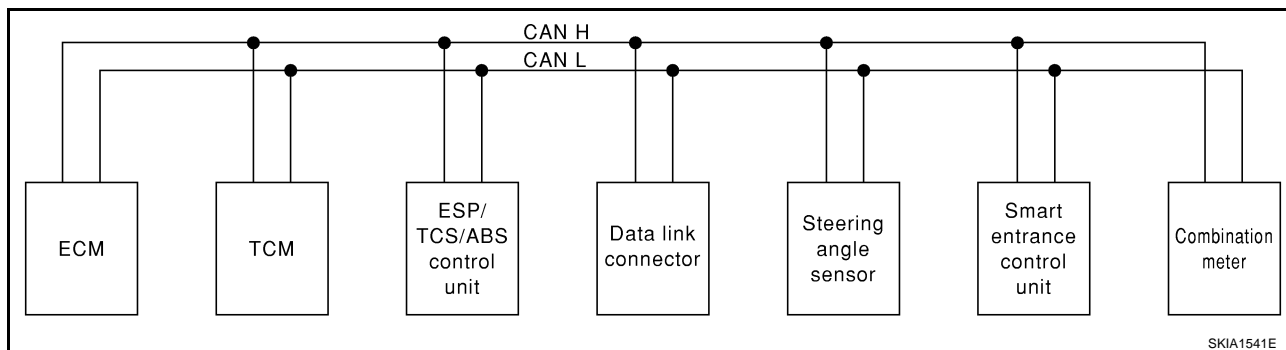 CAN H
CAN L
ECM
TCM
ESP/
TCS/ABS
control
unit
Data link
connector
Steering
angle
sensor
Smart
entrance
control
unit
Combination
meter
SKIA1541E